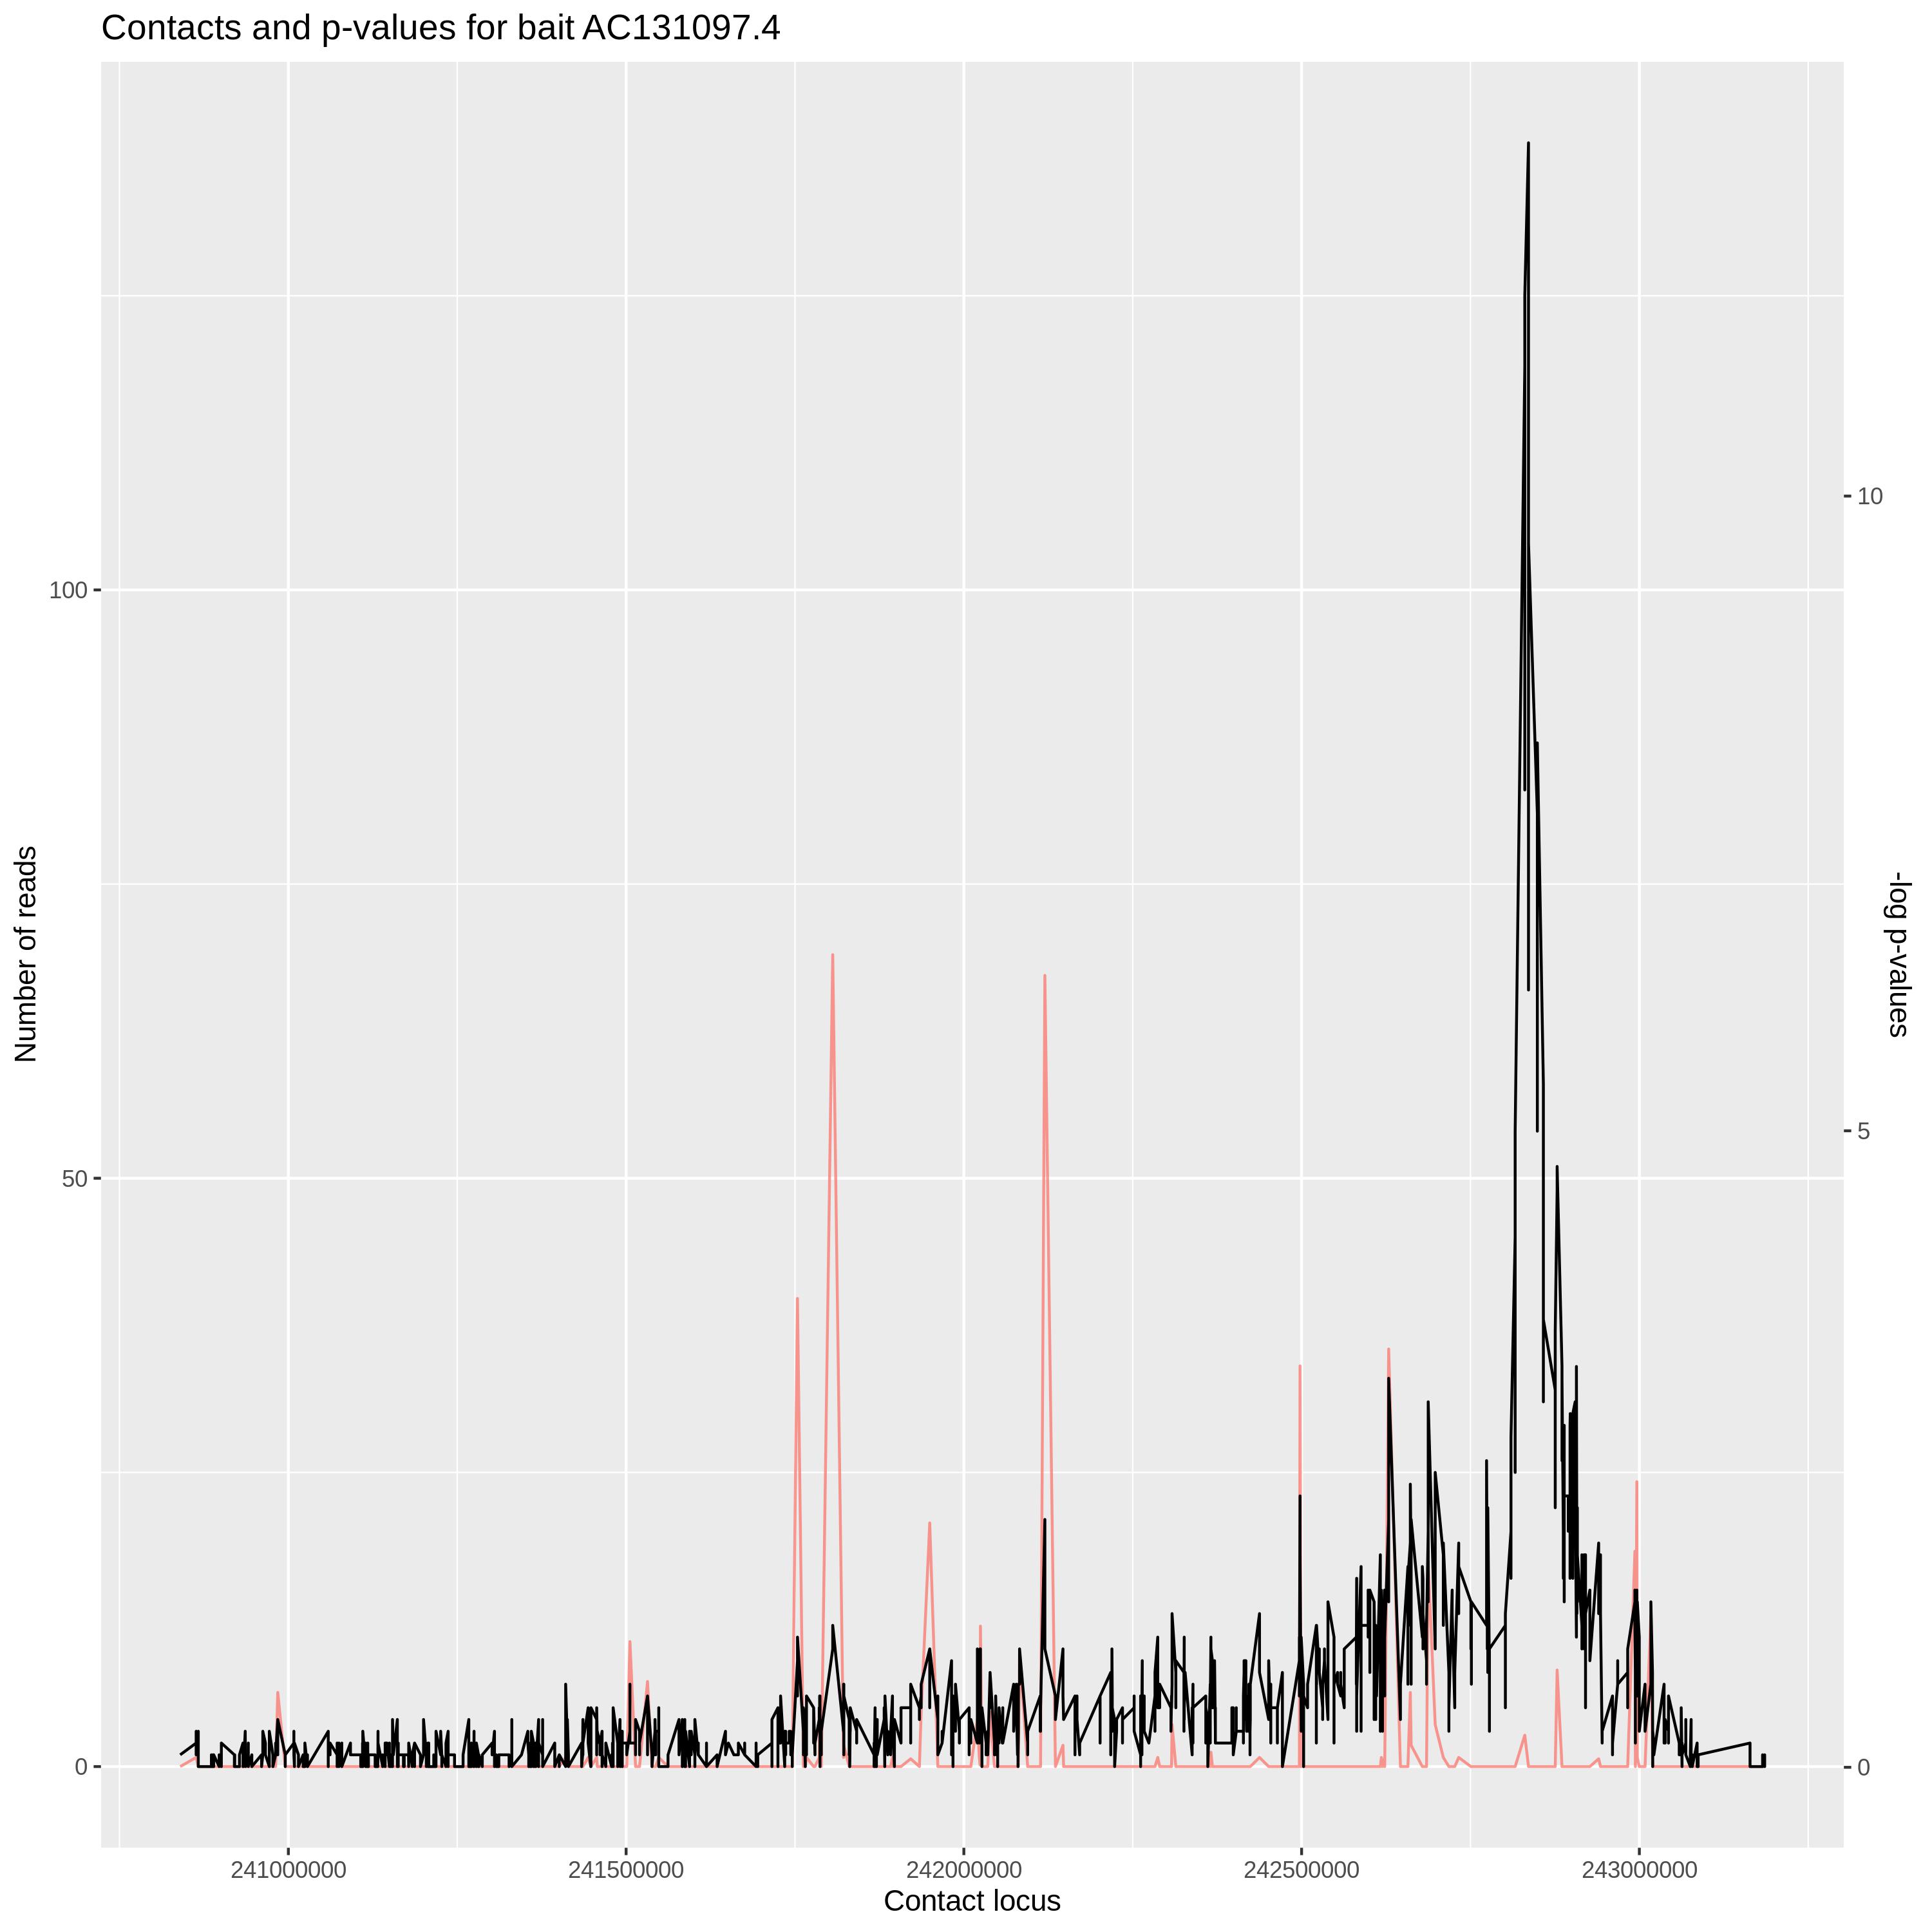 Contacts and p-values for bait AC131097.4
Number of reads
100
50
0
10
5
0
-log p-values
241000000 241500000 242000000 242500000 243000000
Contact locus